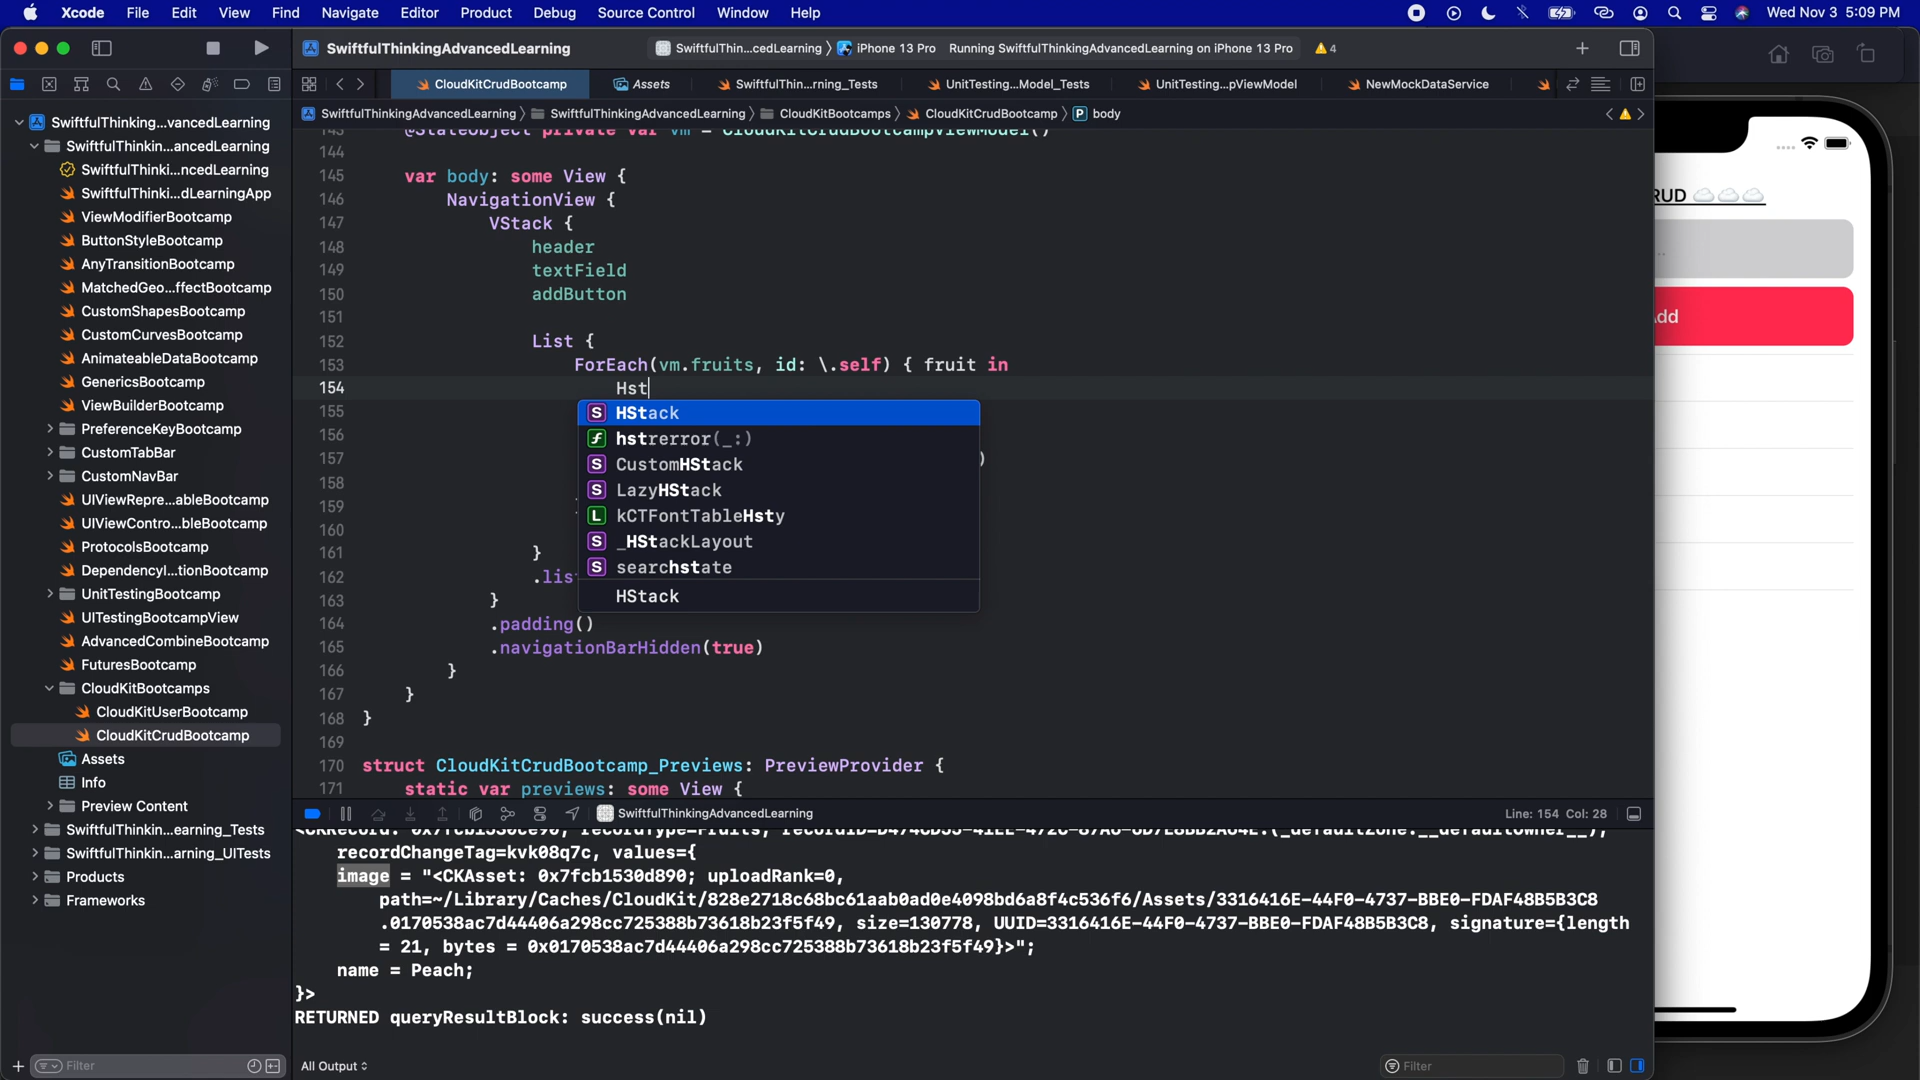 Xcode File Edit View Find Navigate Editor Product Debug Source Control Window Help Wed Nov 3 5:09 PM
SwiftfulThinkingAdvancedLearning SwiftfulThin...cedLearning iPhone 13 Pro Running SwiftfulThinkingAdvancedLearning on iPhone 13 Pro 4
CloudKitCrudBootcamp Assets SwiftfulThin...rning_Tests UnitTesting...Model_Tests UnitTesting...pViewModel NewMockDataService
SwiftfulThinkingAdvancedLearning SwiftfulThinkingAdvancedLearning CloudKitBootcamps CloudKitCrudBootcamp body
SwiftfulThinking...vancedLearning
SwiftfulThinkin...ancedLearning
SwiftfulThinki...ncedLearning
SwiftfulThinki...dLearningApp
ViewModifierBootcamp
ButtonStyleBootcamp
AnyTransitionBootcamp
MatchedGeo...ffectBootcamp
CustomShapesBootcamp
CustomCurvesBootcamp
AnimateableDataBootcamp
GenericsBootcamp
ViewBuilderBootcamp
PreferenceKeyBootcamp
CustomTabBar
CustomNavBar
UIViewRepre...ableBootcamp
UIViewContro...bleBootcamp
ProtocolsBootcamp
DependencyI...tionBootcamp
UnitTestingBootcamp
UITestingBootcampView
AdvancedCombineBootcamp
FuturesBootcamp
CloudKitBootcamps
CloudKitUserBootcamp
CloudKitCrudBootcamp
Assets
Info
Preview Content
SwiftfulThinkin...earning_Tests
SwiftfulThinkin...arning_UITests
Products
Frameworks
Filter
143 @StateObject private var vm = CloudKitCrudBootcampViewModel()
144
145 var body: some View {
146 NavigationView {
147 VStack {
148 header
149 textField
150 addButton
151
152 List {
153 ForEach(vm.fruits, id: \.self) { fruit in
154 Hst
155
156
157 )
158
159
160
161 }
162 .lis
163 }
164 .padding()
165 .navigationBarHidden(true)
166 }
167 }
168 }
169
170 struct CloudKitCrudBootcamp_Previews: PreviewProvider {
171 static var previews: some View {
S HStack
f hstrerror(_:)
S CustomHStack
S LazyHStack
L kCTFontTableHsty
S _HStackLayout
S searchstate
HStack
SwiftfulThinkingAdvancedLearning Line: 154 Col: 28
recordChangeTag=kvk08q7c, values={
image = "<CKAsset: 0x7fcb1530d890; uploadRank=0,
path=~/Library/Caches/CloudKit/828e2718c68bc61aab0ad0e4098bd6a8f4c536f6/Assets/3316416E-44F0-4737-BBE0-FDAF48B5B3C8
.0170538ac7d44406a298cc725388b73618b23f5f49, size=130778, UUID=3316416E-44F0-4737-BBE0-FDAF48B5B3C8, signature={length
= 21, bytes = 0x0170538ac7d44406a298cc725388b73618b23f5f49}>";
name = Peach;
}>
RETURNED queryResultBlock: success(nil)
All Output Filter
RUD ☁️☁️☁️
..
Add